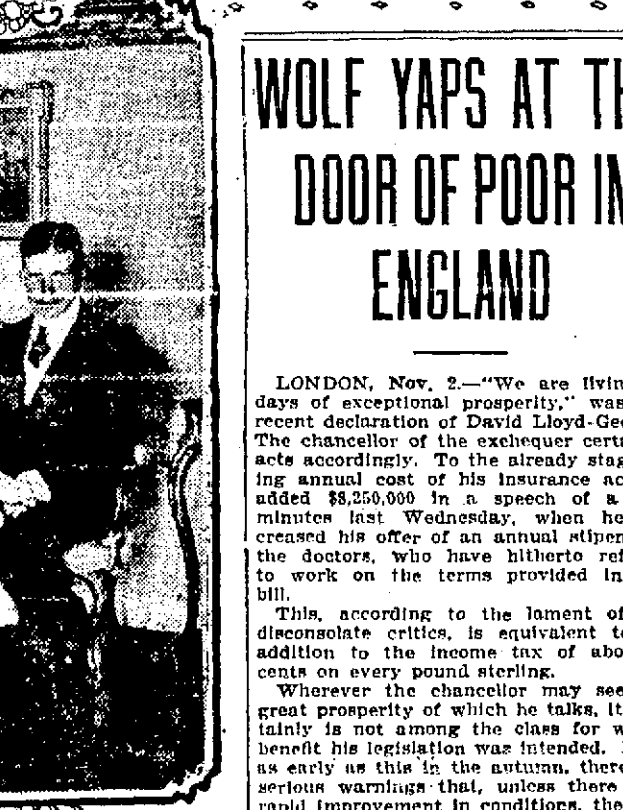 WOLF YAPS AT TH
DOOR OF POOR IN
ENGLAND
LONDON, Nov. 2.—"We are livin
days of exceptional prosperity," was
recent declaration of David Lloyd-Geo
The chancellor of the exchequer certa
acts accordingly. To the already stag
ing annual cost of his insurance ac
added $8,250,000 in a speech of a
minutes last Wednesday, when he
creased his offer of an annual stipen
the doctors, who have hitherto ref
to work on the terms provided in
bill.
This, according to the lament of
disconsolate critics, is equivalent to
addition to the income tax of abo
cents on every pound sterling.
Wherever the chancellor may see
great prosperity of which he talks, it
tainly is not among the class for w
benefit his legislation was intended.
as early as this in the autumn, there
serious warnings that, unless there
rapid improvement in conditions, the